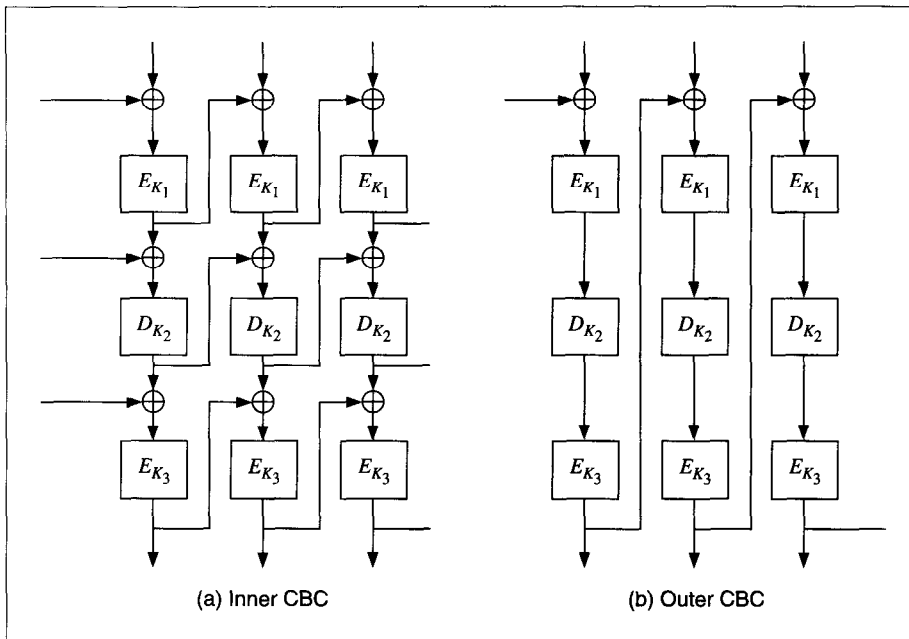 E_{K_1} E_{K_1} E_{K_1} E_{K_1} E_{K_1} E_{K_1}
D_{K_2} D_{K_2} D_{K_2} D_{K_2} D_{K_2} D_{K_2}
E_{K_3} E_{K_3} E_{K_3} E_{K_3} E_{K_3} E_{K_3}
(a) Inner CBC (b) Outer CBC